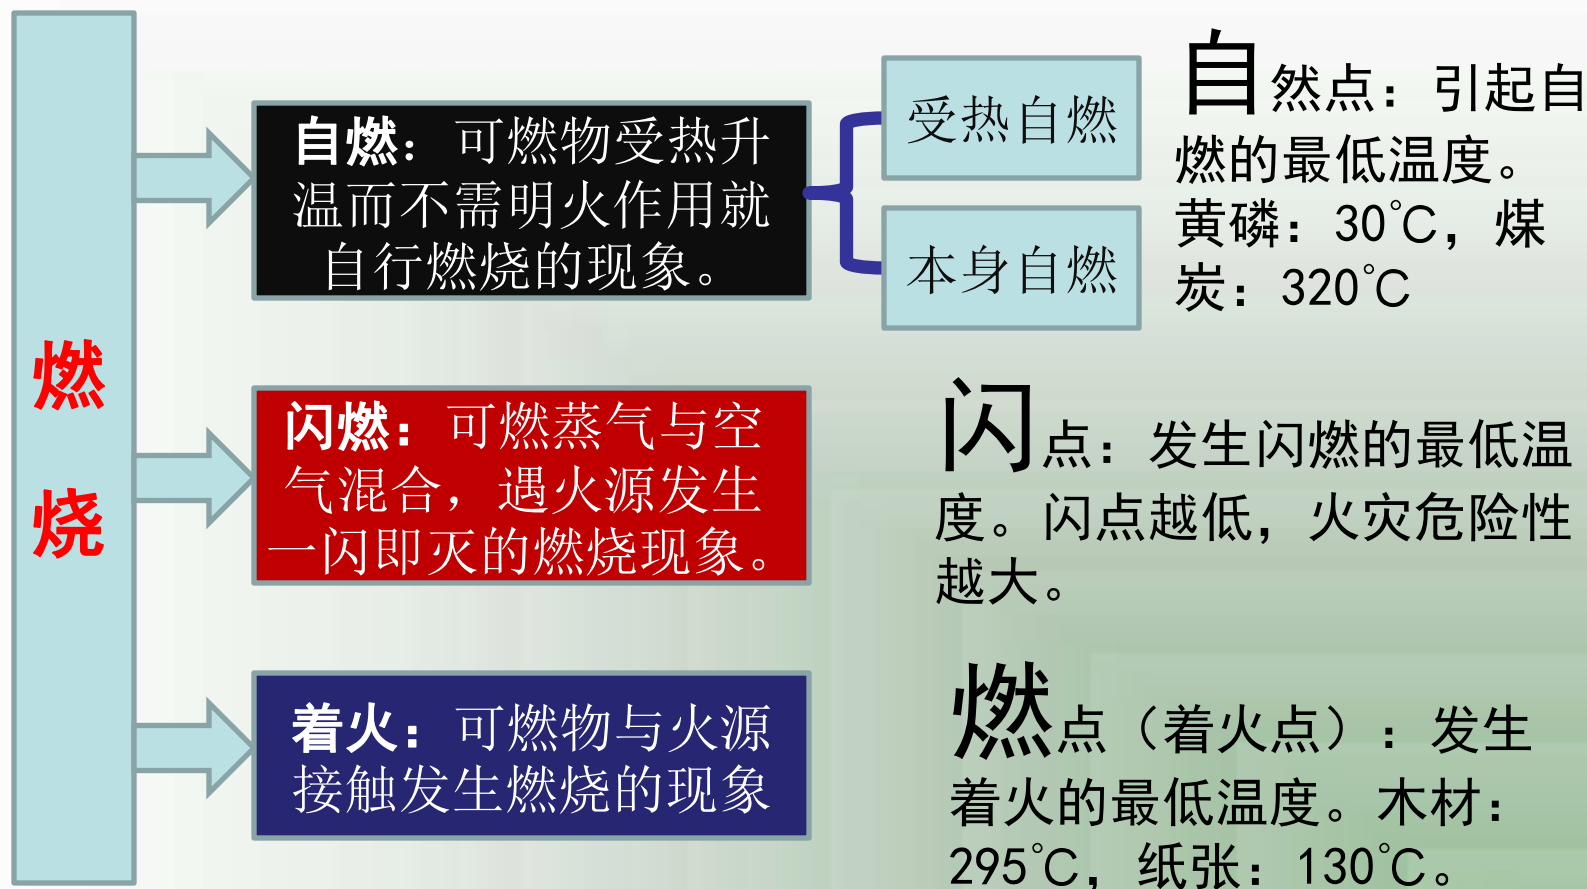 燃
烧
自燃：可燃物受热升
温而不需明火作用就
自行燃烧的现象。
受热自燃
本身自燃
自然点：引起自
燃的最低温度。
黄磷：30℃，煤
炭：320℃
闪燃：可燃蒸气与空
气混合，遇火源发生
一闪即灭的燃烧现象。
闪点：发生闪燃的最低温
度。闪点越低，火灾危险性
越大。
着火：可燃物与火源
接触发生燃烧的现象
燃点（着火点）：发生
着火的最低温度。木材：
295℃，纸张：130℃。